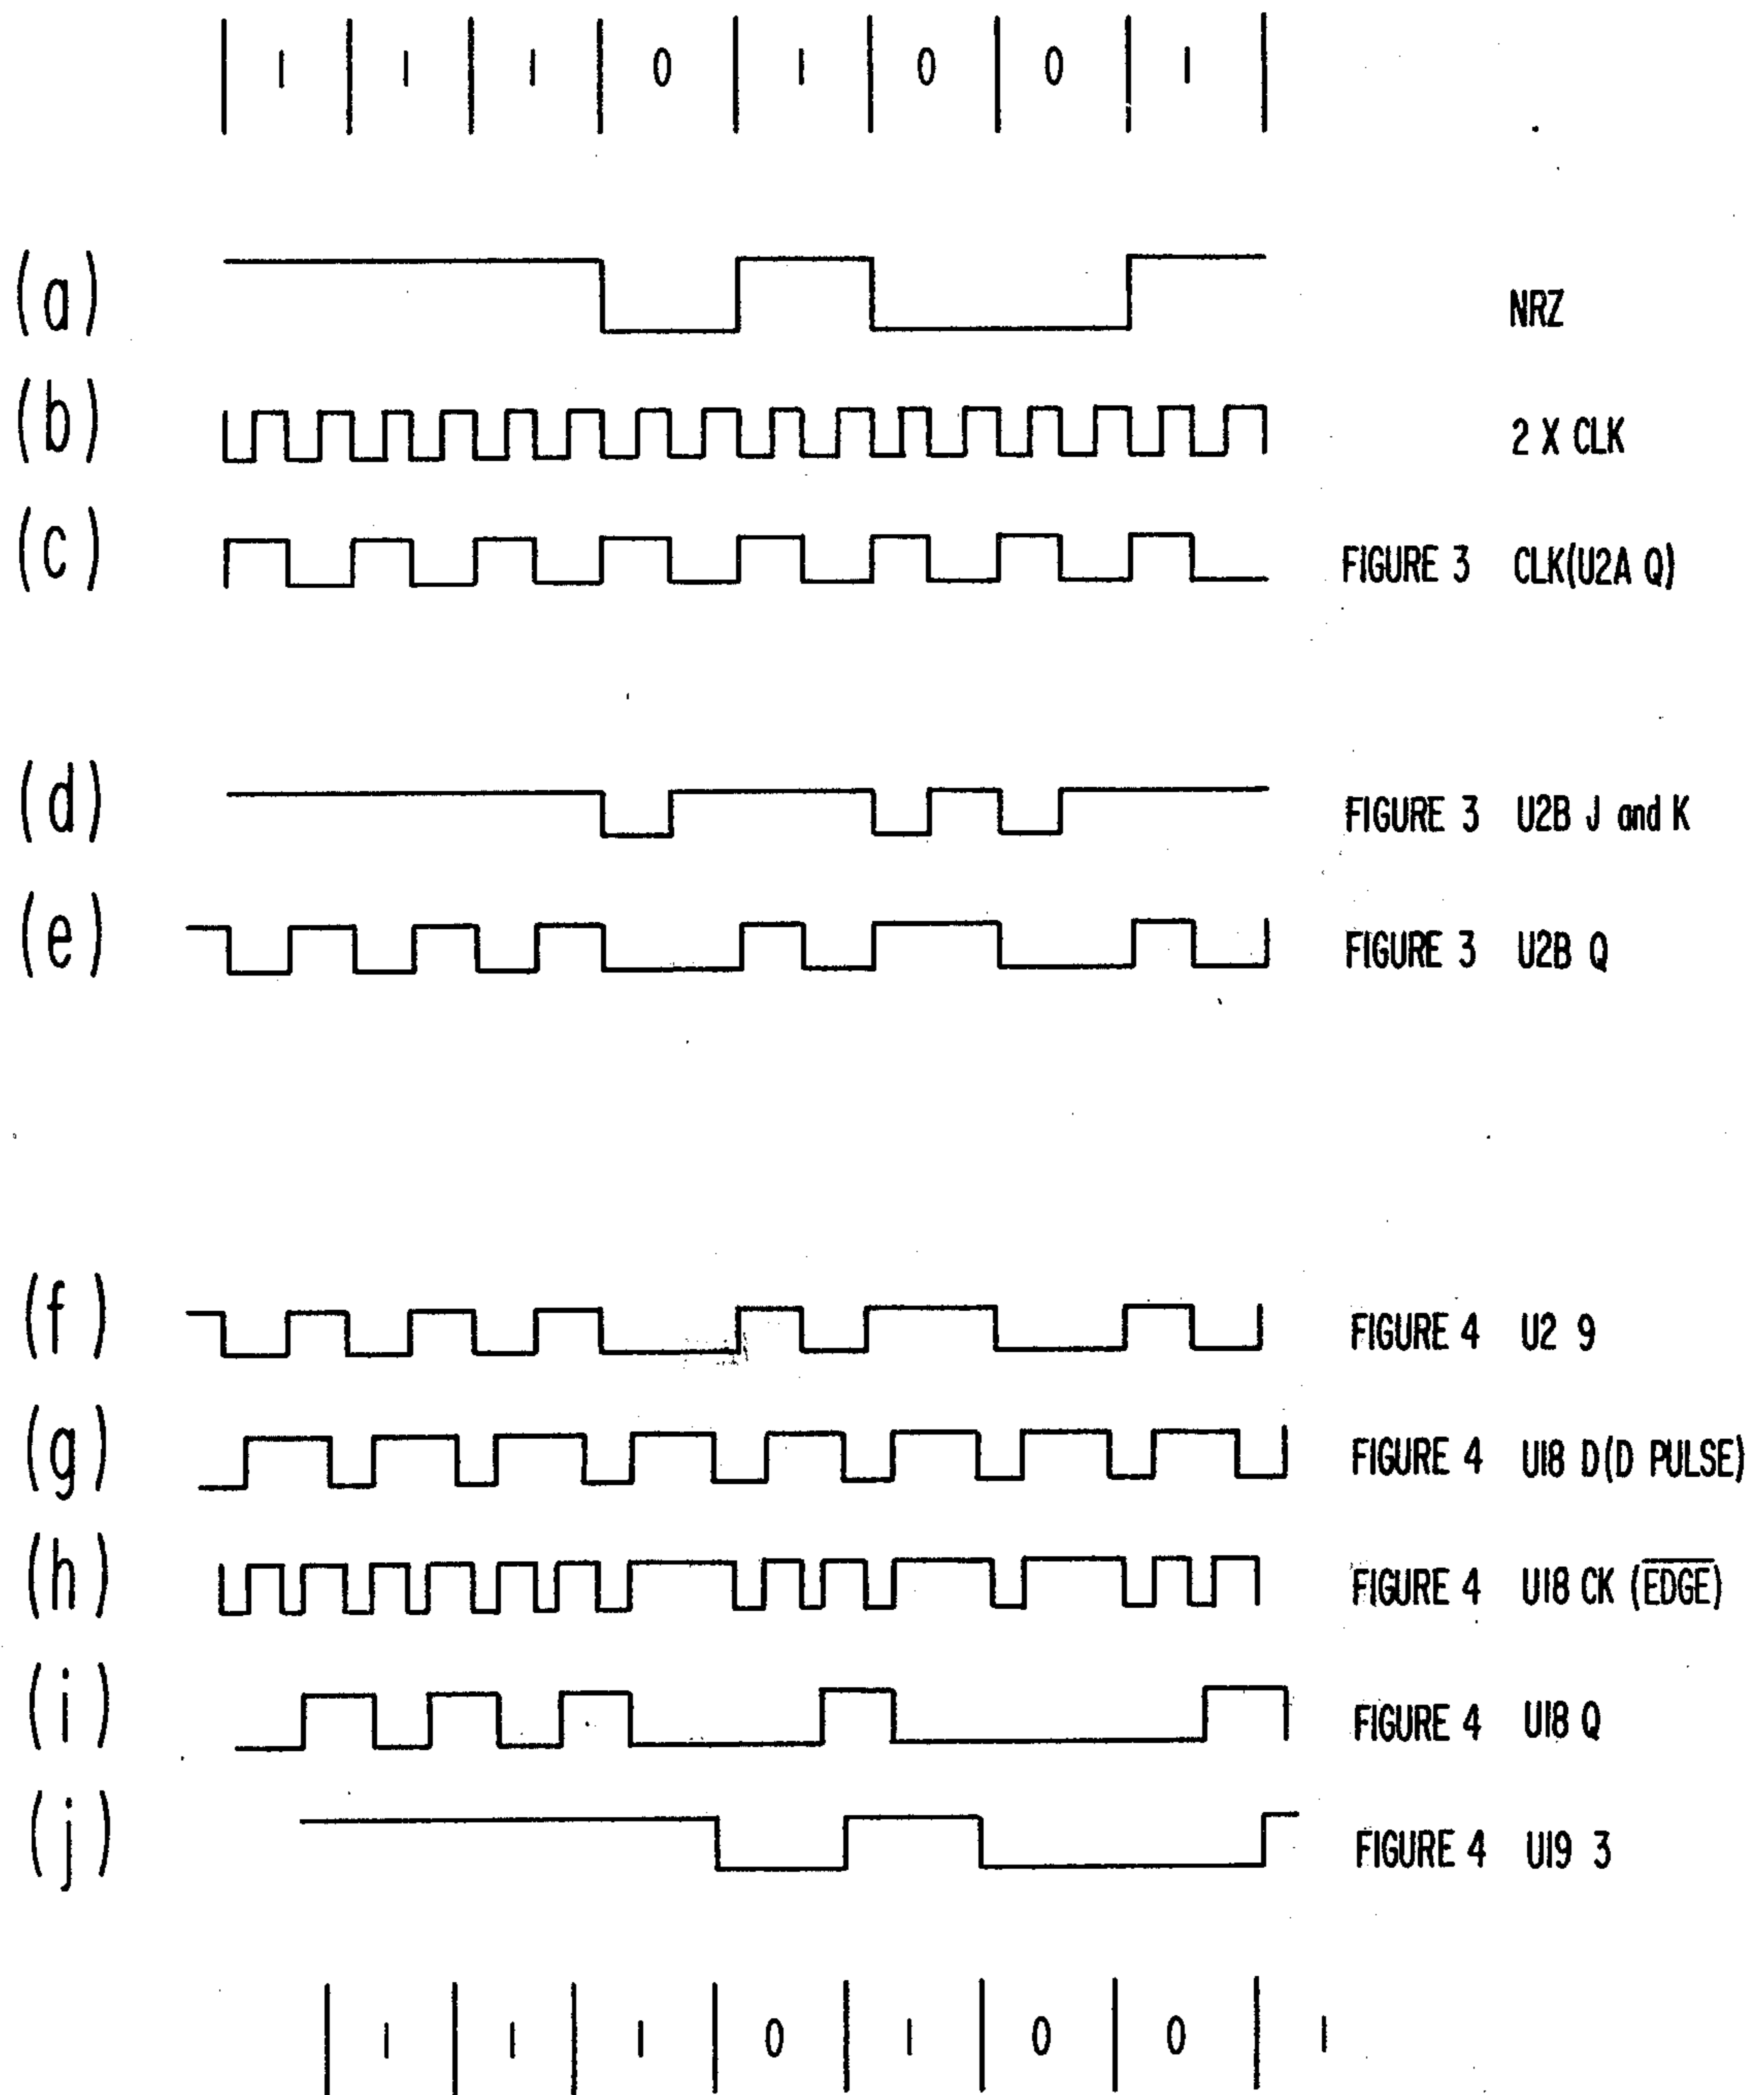 1 1 1 0 1 0 0 1
(a) NRZ
(b) 2 X CLK
(c) FIGURE 3 CLK(U2A Q)
(d) FIGURE 3 U2B J and K
(e) FIGURE 3 U2B Q
(f) FIGURE 4 U2 9
(g) FIGURE 4 U18 D(D PULSE)
(h) FIGURE 4 U18 CK (E̅D̅G̅E̅)
(i) FIGURE 4 U18 Q
(j) FIGURE 4 U19 3
1 1 1 0 1 0 0 1